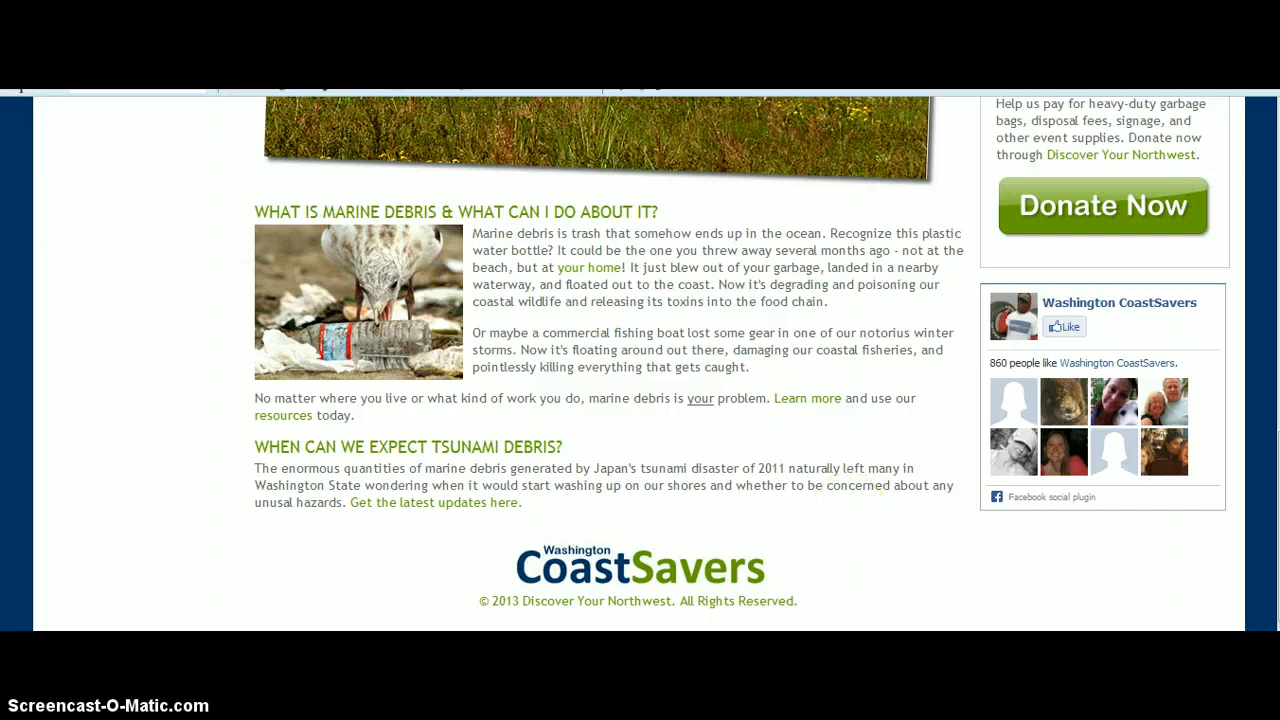 WHAT IS MARINE DEBRIS & WHAT CAN I DO ABOUT IT?
Marine debris is trash that somehow ends up in the ocean. Recognize this plastic
water bottle? It could be the one you threw away several months ago - not at the
beach, but at your home! It just blew out of your garbage, landed in a nearby
waterway, and floated out to the coast. Now it's degrading and poisoning our
coastal wildlife and releasing its toxins into the food chain.
Or maybe a commercial fishing boat lost some gear in one of our notorius winter
storms. Now it's floating around out there, damaging our coastal fisheries, and
pointlessly killing everything that gets caught.
No matter where you live or what kind of work you do, marine debris is your problem. Learn more and use our
resources today.
WHEN CAN WE EXPECT TSUNAMI DEBRIS?
The enormous quantities of marine debris generated by Japan's tsunami disaster of 2011 naturally left many in
Washington State wondering when it would start washing up on our shores and whether to be concerned about any
unusal hazards. Get the latest updates here.
Washington
CoastSavers
© 2013 Discover Your Northwest. All Rights Reserved.
Help us pay for heavy-duty garbage
bags, disposal fees, signage, and
other event supplies. Donate now
through Discover Your Northwest.
Donate Now
Washington CoastSavers
Like
860 people like Washington CoastSavers.
Facebook social plugin
Screencast-O-Matic.com